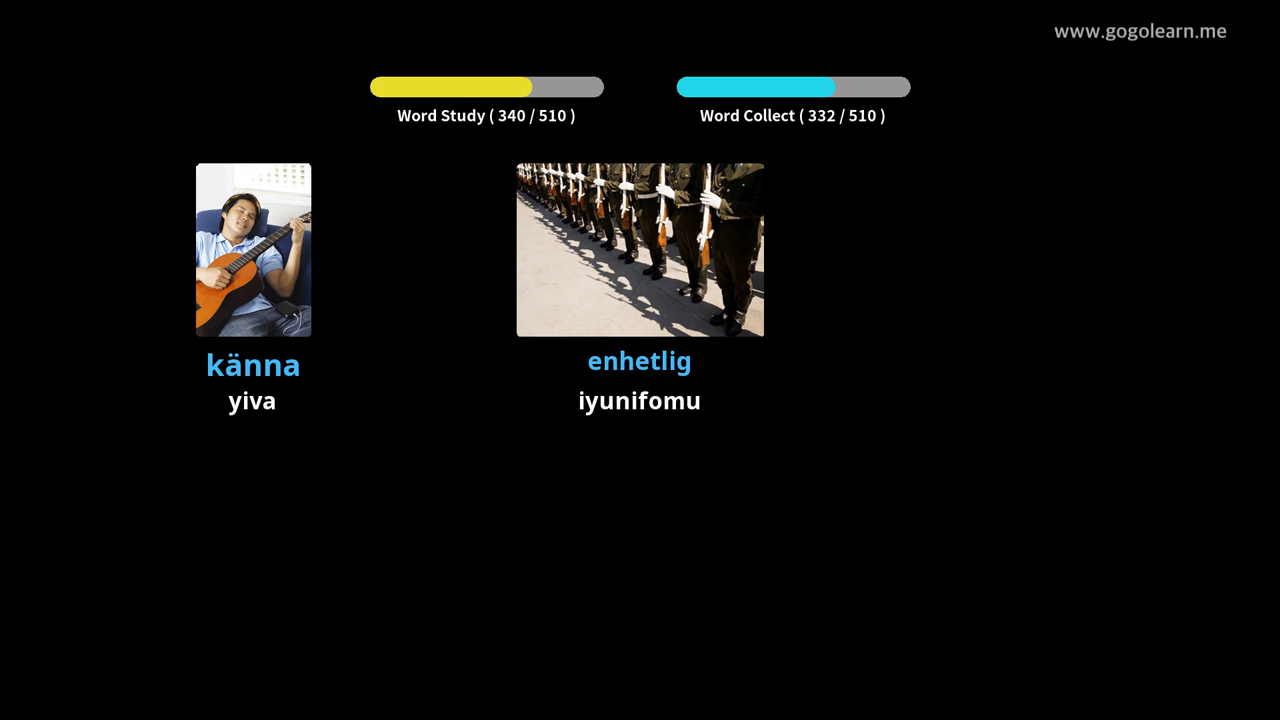 www.gogolearn.me
Word Study ( 340 / 510 )
Word Collect ( 332 / 510 )
känna
yiva
enhetlig
iyunifomu